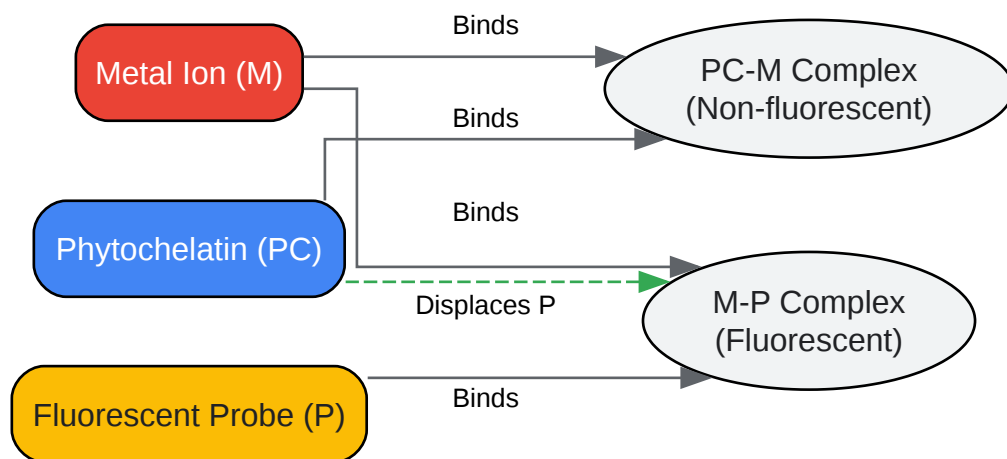 Binds
Metal Ion (M)
PC-M Complex
(Non-fluorescent)
Binds
Binds
Phytochelatin (PC)
Displaces P
M-P Complex
(Fluorescent)
Binds
Fluorescent Probe (P)